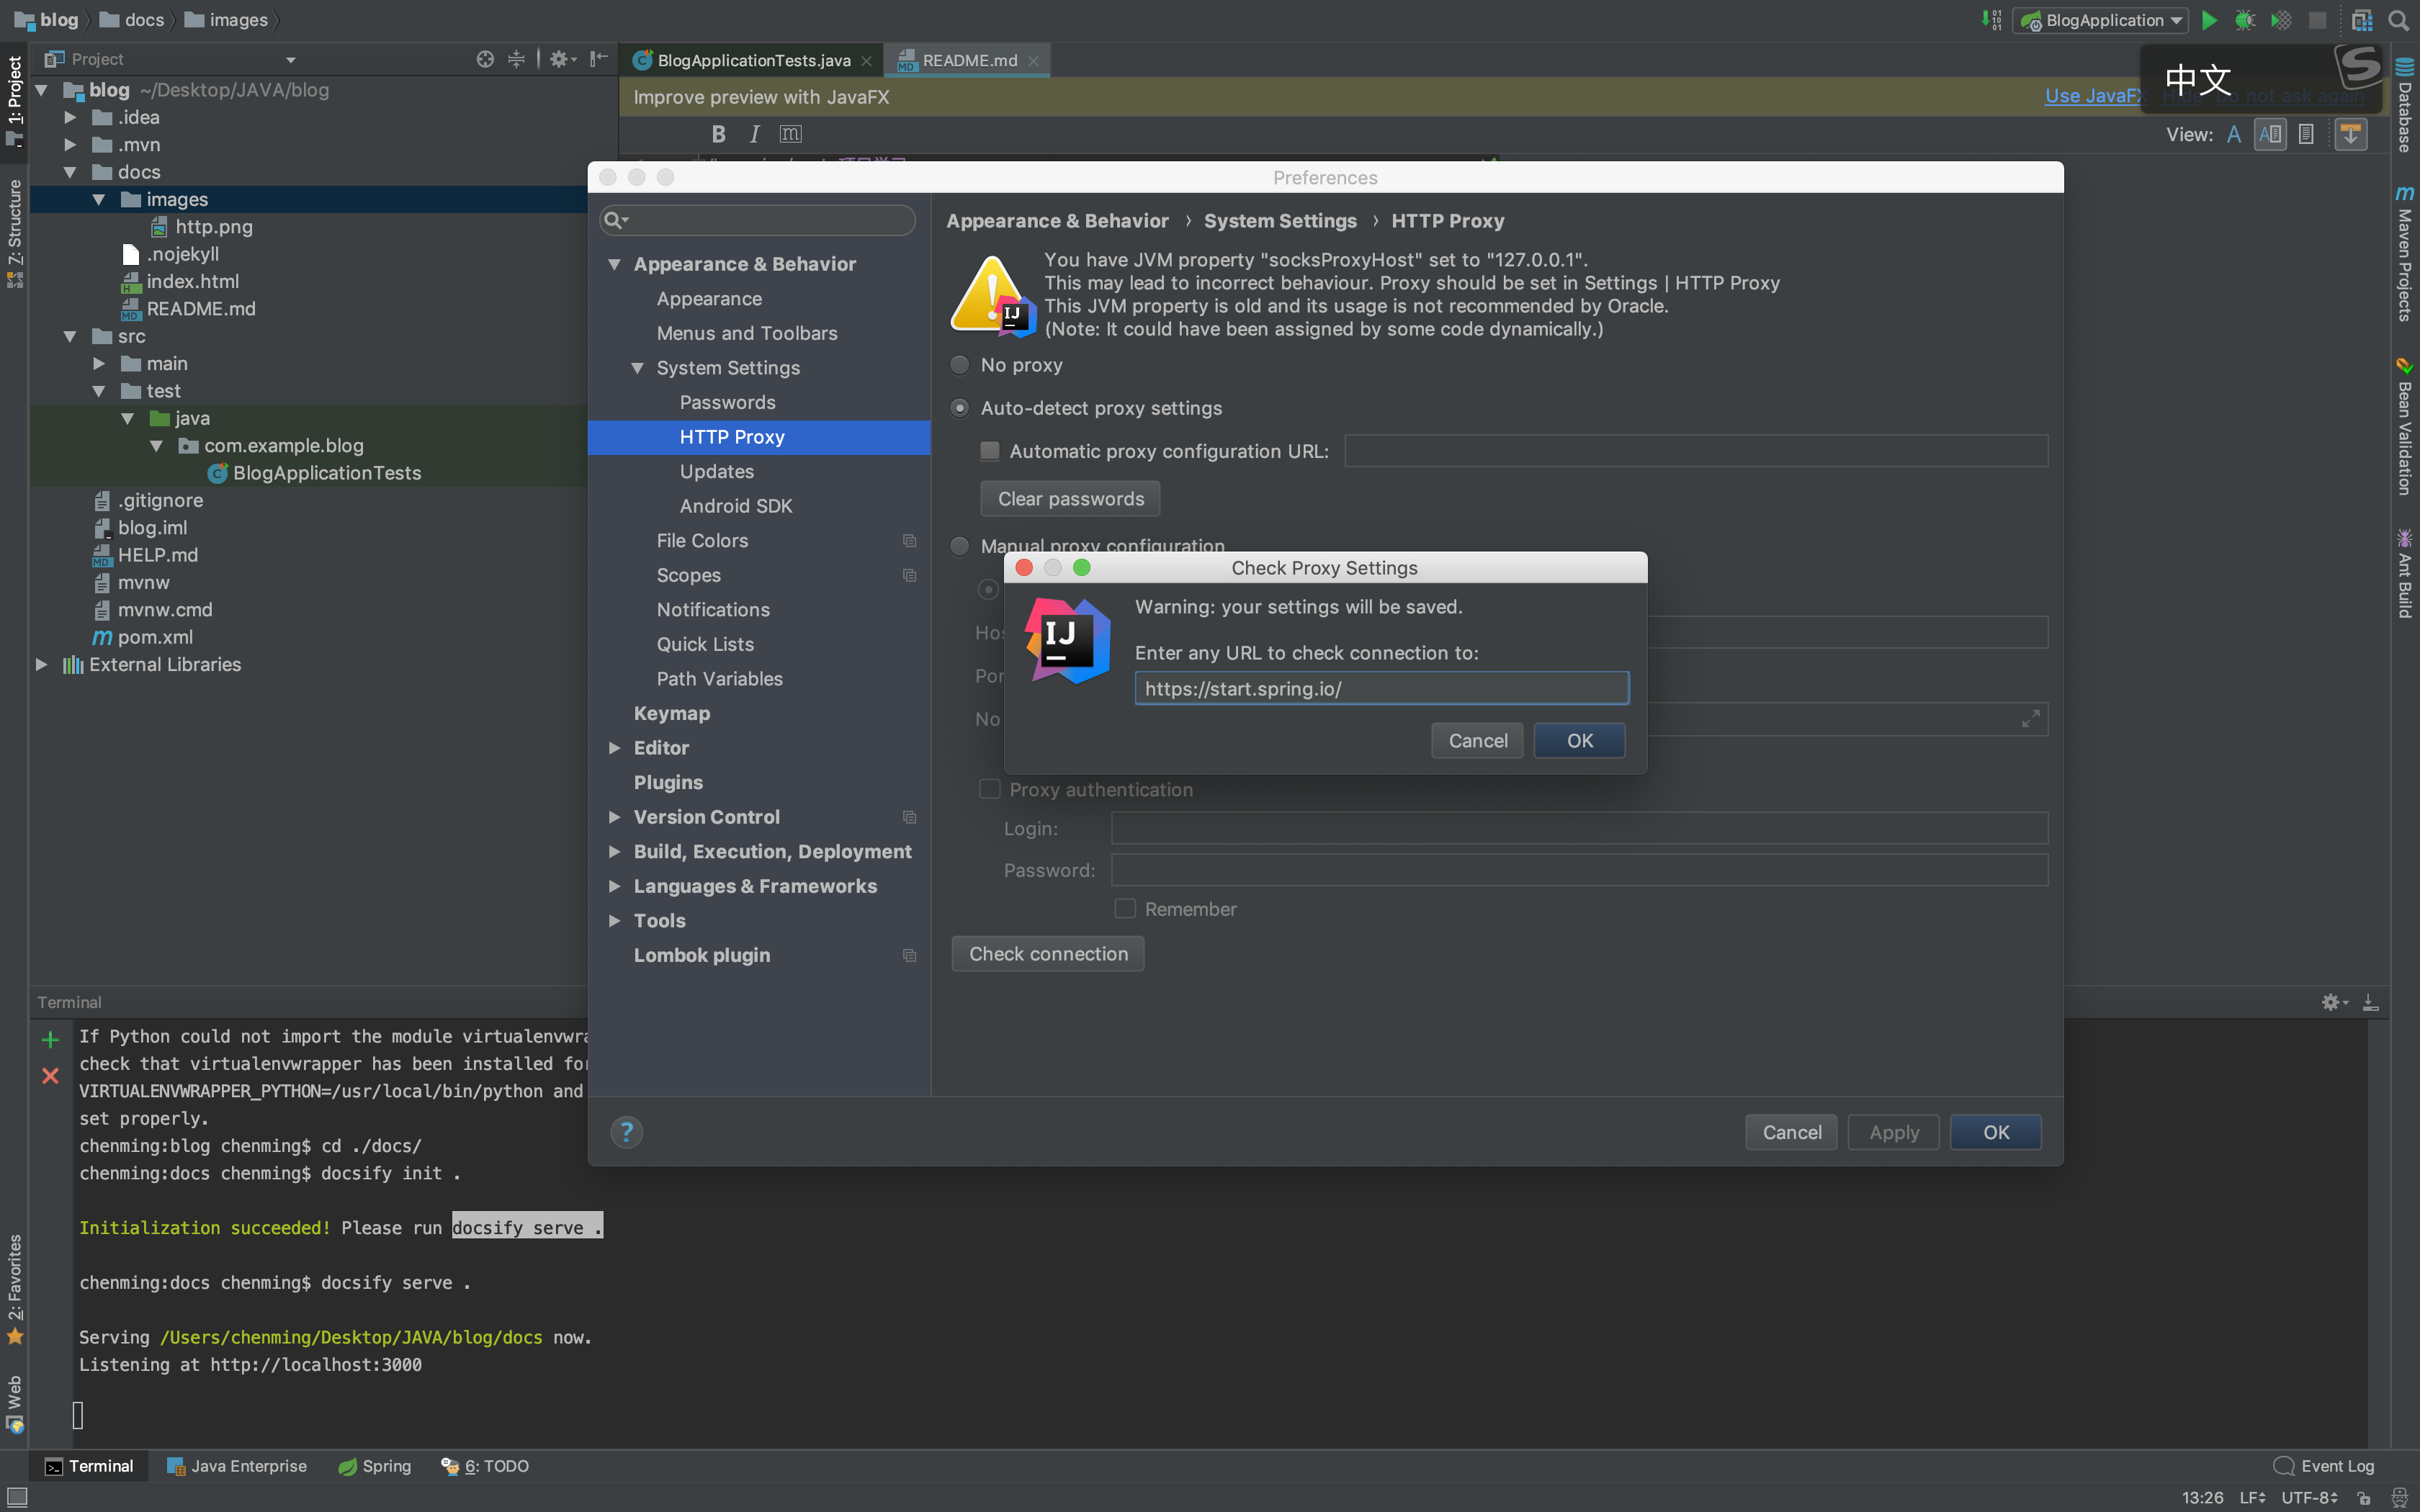 blog
docs
images
BlogApplication
Project
BlogApplicationTests.java
README.md
中文
blog ~/Desktop/JAVA/blog
Improve preview with JavaFX
Use JavaFX Hide Do not ask again
.idea
B I m
View:
.mvn
docs
images
http.png
.nojekyll
index.html
README.md
src
main
test
java
com.example.blog
BlogApplicationTests
.gitignore
blog.iml
HELP.md
mvnw
mvnw.cmd
pom.xml
External Libraries
1: Project
7: Structure
2: Favorites
Web
Database
Maven Projects
Bean Validation
Ant Build
Preferences
Appearance & Behavior
Appearance
Menus and Toolbars
System Settings
Passwords
HTTP Proxy
Updates
Android SDK
File Colors
Scopes
Notifications
Quick Lists
Path Variables
Keymap
Editor
Plugins
Version Control
Build, Execution, Deployment
Languages & Frameworks
Tools
Lombok plugin
Appearance & Behavior › System Settings › HTTP Proxy
You have JVM property "socksProxyHost" set to "127.0.0.1".
This may lead to incorrect behaviour. Proxy should be set in Settings | HTTP Proxy
This JVM property is old and its usage is not recommended by Oracle.
(Note: It could have been assigned by some code dynamically.)
No proxy
Auto-detect proxy settings
Automatic proxy configuration URL:
Clear passwords
Manual proxy configuration
Check Proxy Settings
IJ
Warning: your settings will be saved.
Enter any URL to check connection to:
https://start.spring.io/
Cancel
OK
Hos
Por
No
Proxy authentication
Login:
Password:
Remember
Check connection
?
Cancel
Apply
OK
Terminal
If Python could not import the module virtualenvwra
check that virtualenvwrapper has been installed for
VIRTUALENVWRAPPER_PYTHON=/usr/local/bin/python and
set properly.
chenming:blog chenming$ cd ./docs/
chenming:docs chenming$ docsify init .
Initialization succeeded! Please run docsify serve .
chenming:docs chenming$ docsify serve .
Serving /Users/chenming/Desktop/JAVA/blog/docs now.
Listening at http://localhost:3000
Terminal
Java Enterprise
Spring
6: TODO
Event Log
13:26
LF
UTF-8